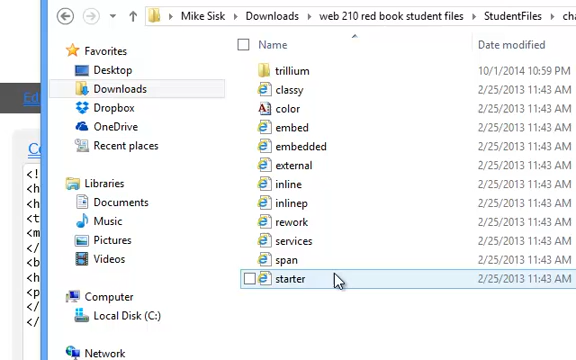 Mike Sisk Downloads web 210 red book student files StudentFiles cha
Name Date modified
Favorites
Desktop
Downloads
Dropbox
OneDrive
Recent places
Libraries
Documents
Music
Pictures
Videos
Computer
Local Disk (C:)
Network
trillium 10/1/2014 10:59 PM
classy 2/25/2013 11:43 AM
color 2/25/2013 11:43 AM
embed 2/25/2013 11:43 AM
embedded 2/25/2013 11:43 AM
external 2/25/2013 11:43 AM
inline 2/25/2013 11:43 AM
inlinep 2/25/2013 11:43 AM
rework 2/25/2013 11:43 AM
services 2/25/2013 11:43 AM
span 2/25/2013 11:43 AM
starter 2/25/2013 11:43 AM
Ed
Co
<!
<h
<h
<t
<m
</
<b
<h
<p
</
</